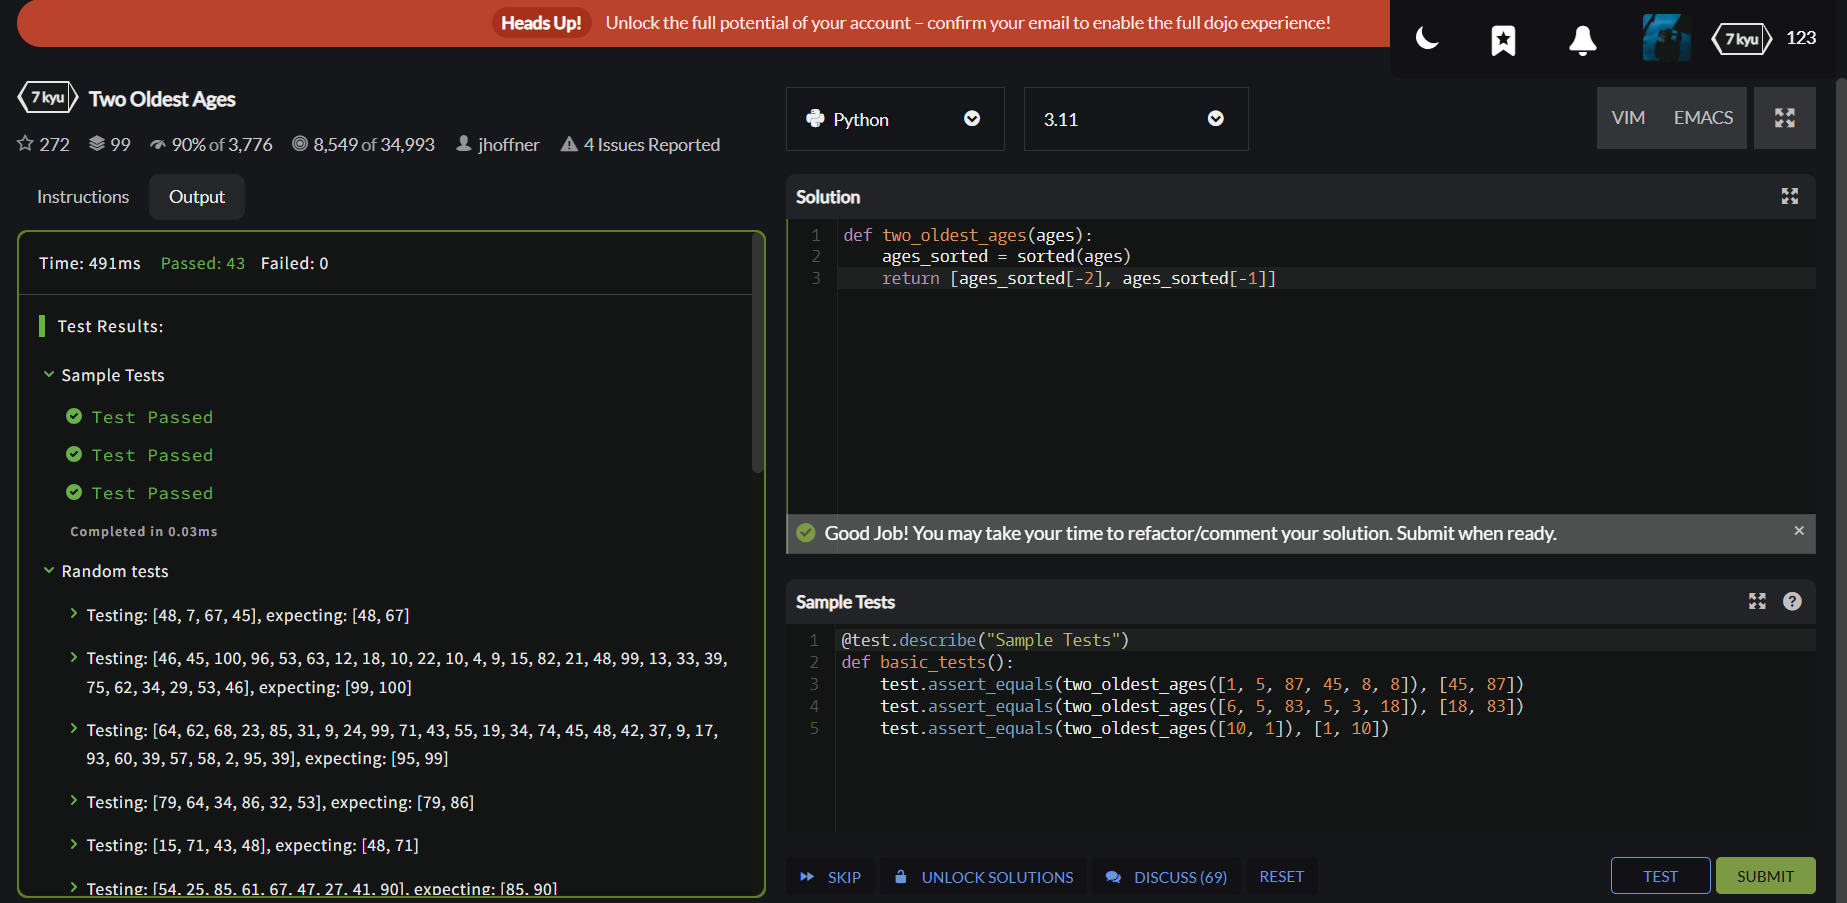 Heads Up! Unlock the full potential of your account – confirm your email to enable the full dojo experience!
7 kyu 123
7 kyu Two Oldest Ages
272 99 90% of 3,776 8,549 of 34,993 jhoffner 4 Issues Reported
Instructions Output
Time: 491ms Passed: 43 Failed: 0
Test Results:
Sample Tests
Test Passed
Test Passed
Test Passed
Completed in 0.03ms
Random tests
Testing: [48, 7, 67, 45], expecting: [48, 67]
Testing: [46, 45, 100, 96, 53, 63, 12, 18, 10, 22, 10, 4, 9, 15, 82, 21, 48, 99, 13, 33, 39,
75, 62, 34, 29, 53, 46], expecting: [99, 100]
Testing: [64, 62, 68, 23, 85, 31, 9, 24, 99, 71, 43, 55, 19, 34, 74, 45, 48, 42, 37, 9, 17,
93, 60, 39, 57, 58, 2, 95, 39], expecting: [95, 99]
Testing: [79, 64, 34, 86, 32, 53], expecting: [79, 86]
Testing: [15, 71, 43, 48], expecting: [48, 71]
Testing: [54, 25, 85, 61, 67, 47, 27, 41, 90], expecting: [85, 90]
Python 3.11 VIM EMACS
Solution
1 def two_oldest_ages(ages):
2     ages_sorted = sorted(ages)
3     return [ages_sorted[-2], ages_sorted[-1]]
Good Job! You may take your time to refactor/comment your solution. Submit when ready. ×
Sample Tests ?
1 @test.describe("Sample Tests")
2 def basic_tests():
3     test.assert_equals(two_oldest_ages([1, 5, 87, 45, 8, 8]), [45, 87])
4     test.assert_equals(two_oldest_ages([6, 5, 83, 5, 3, 18]), [18, 83])
5     test.assert_equals(two_oldest_ages([10, 1]), [1, 10])
SKIP UNLOCK SOLUTIONS DISCUSS (69) RESET TEST SUBMIT